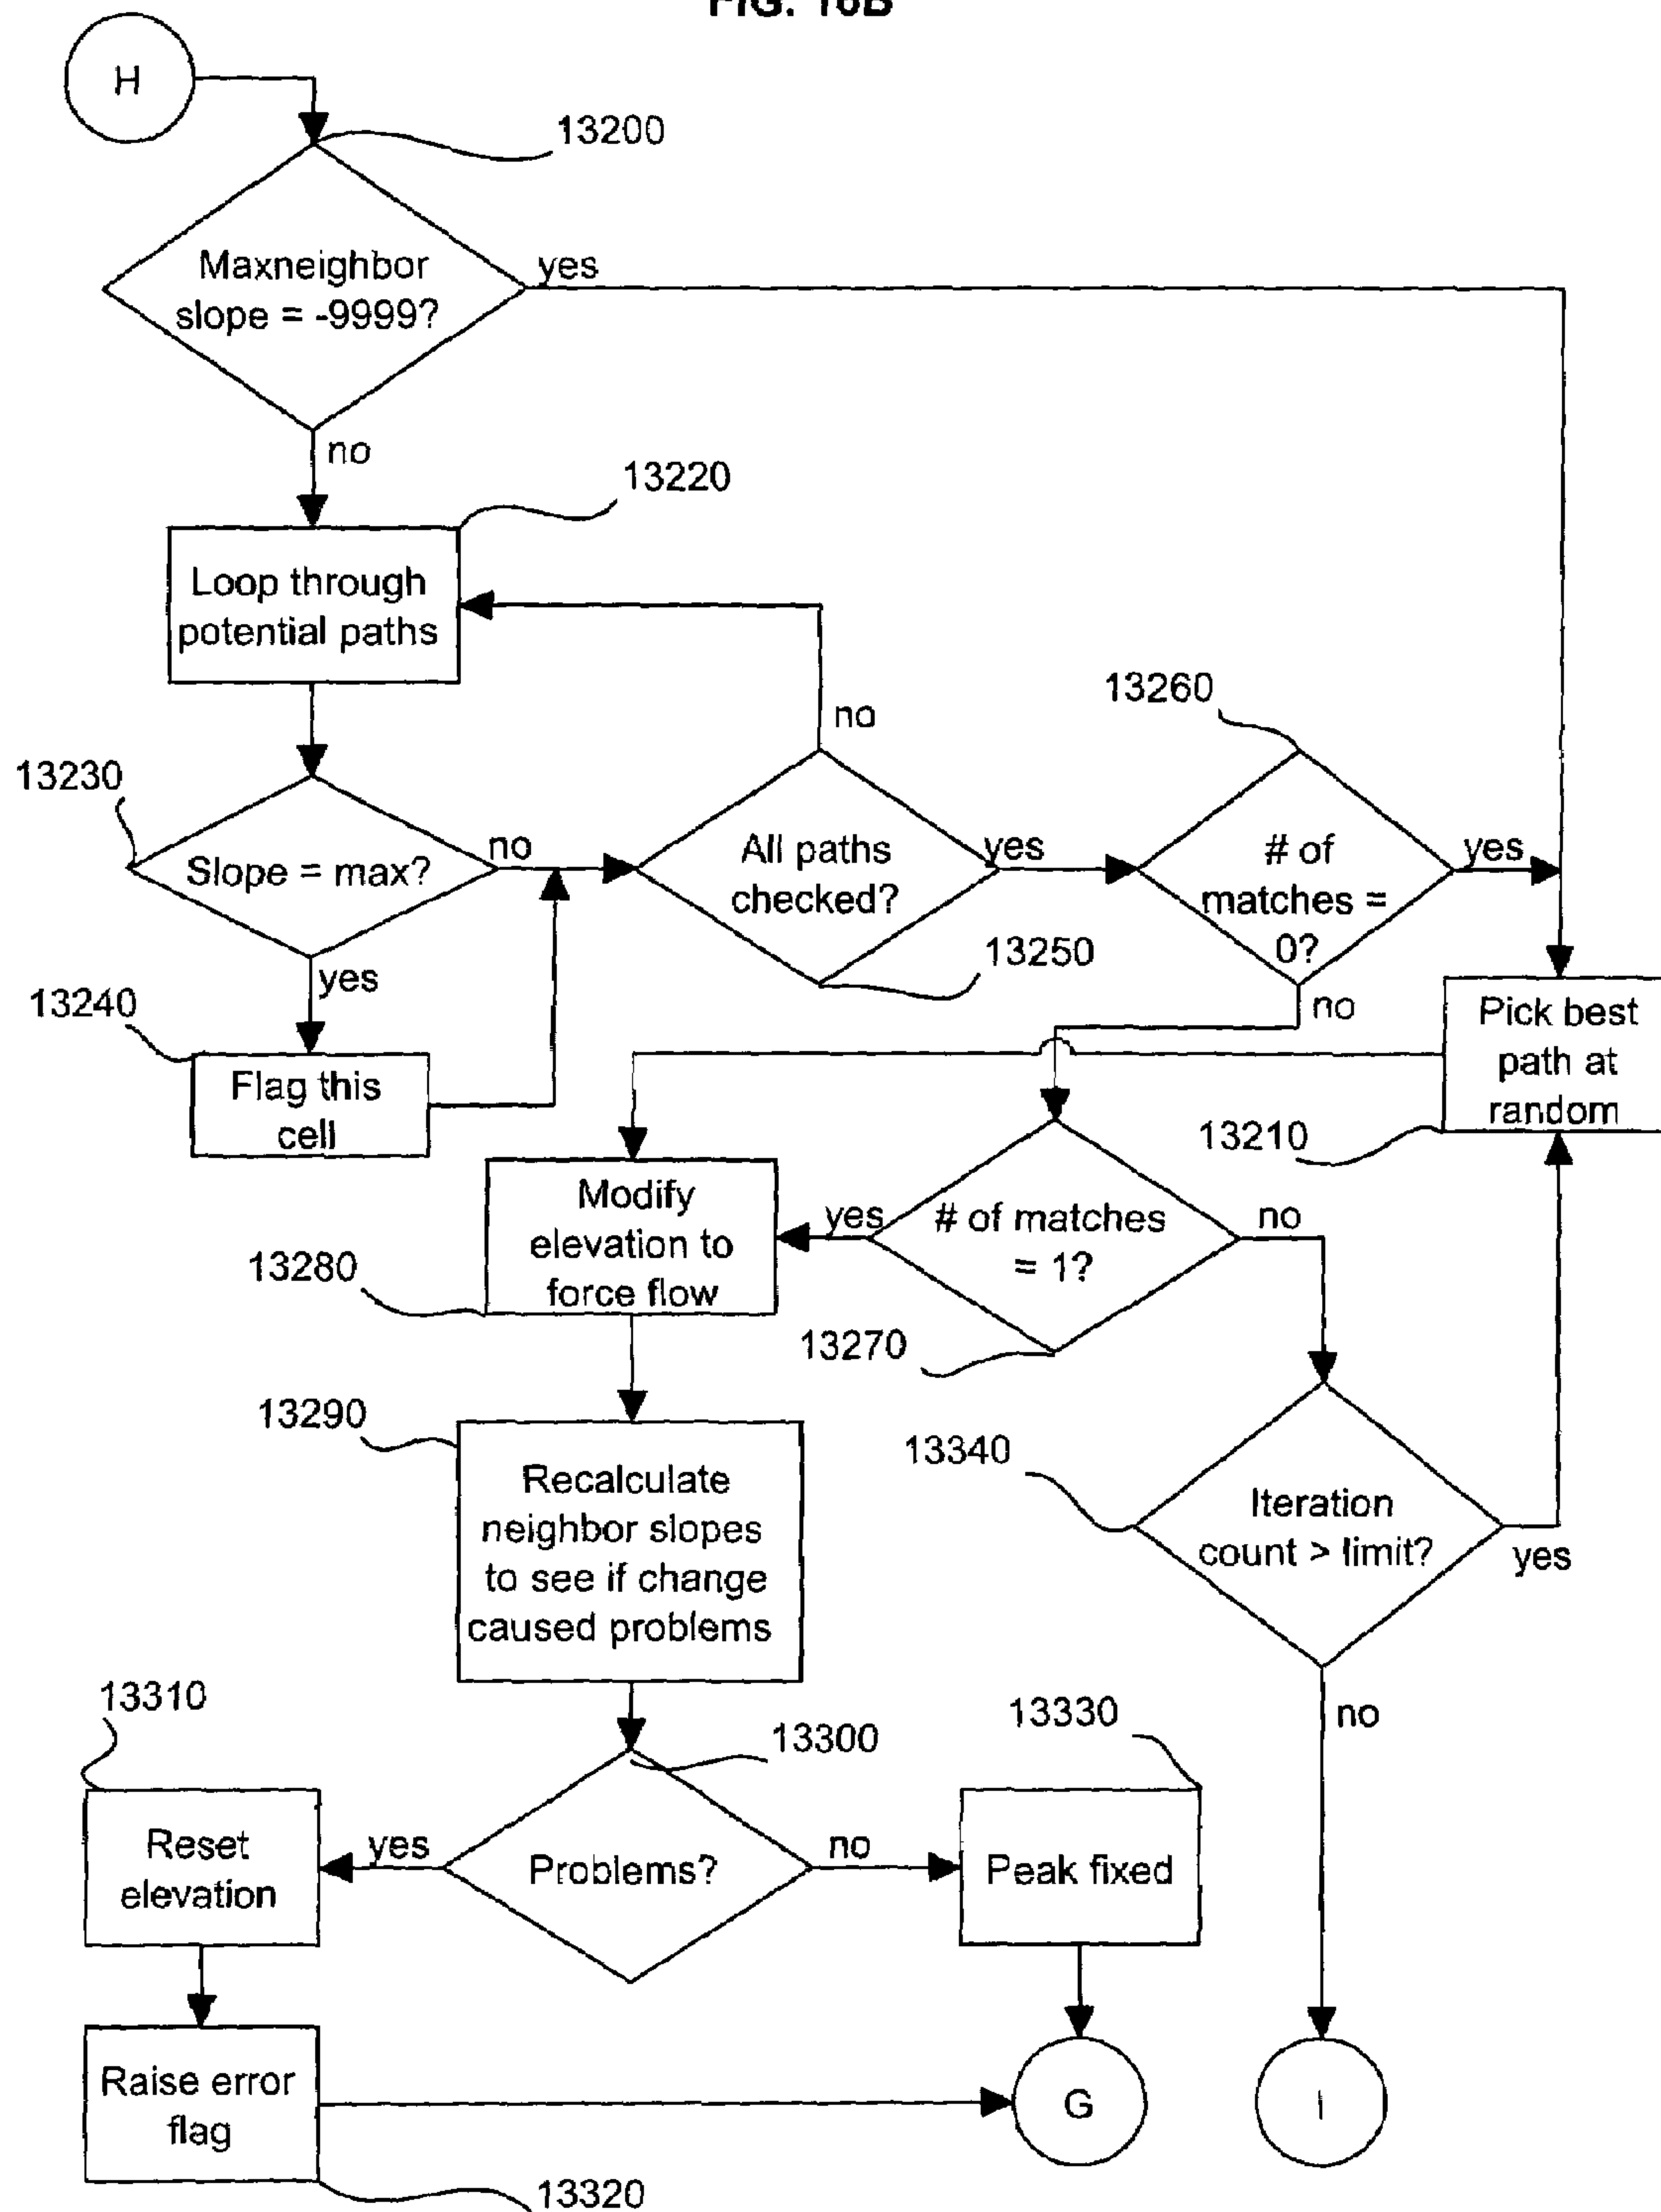 FIG. 16B
H
13200
Maxneighbor
slope = -9999?
yes
no
13220
Loop through
potential paths
no
13260
13230
Slope = max?
no
All paths
checked?
yes
# of
matches =
0?
yes
13250
yes
no
13240
Flag this
cell
Pick best
path at
random
13210
Modify
elevation to
force flow
yes
# of matches
= 1?
no
13280
13270
13290
Recalculate
neighbor slopes
to see if change
caused problems
13340
Iteration
count > limit?
yes
no
13310
13300
13330
Reset
elevation
yes
Problems?
no
Peak fixed
Raise error
flag
G
I
13320